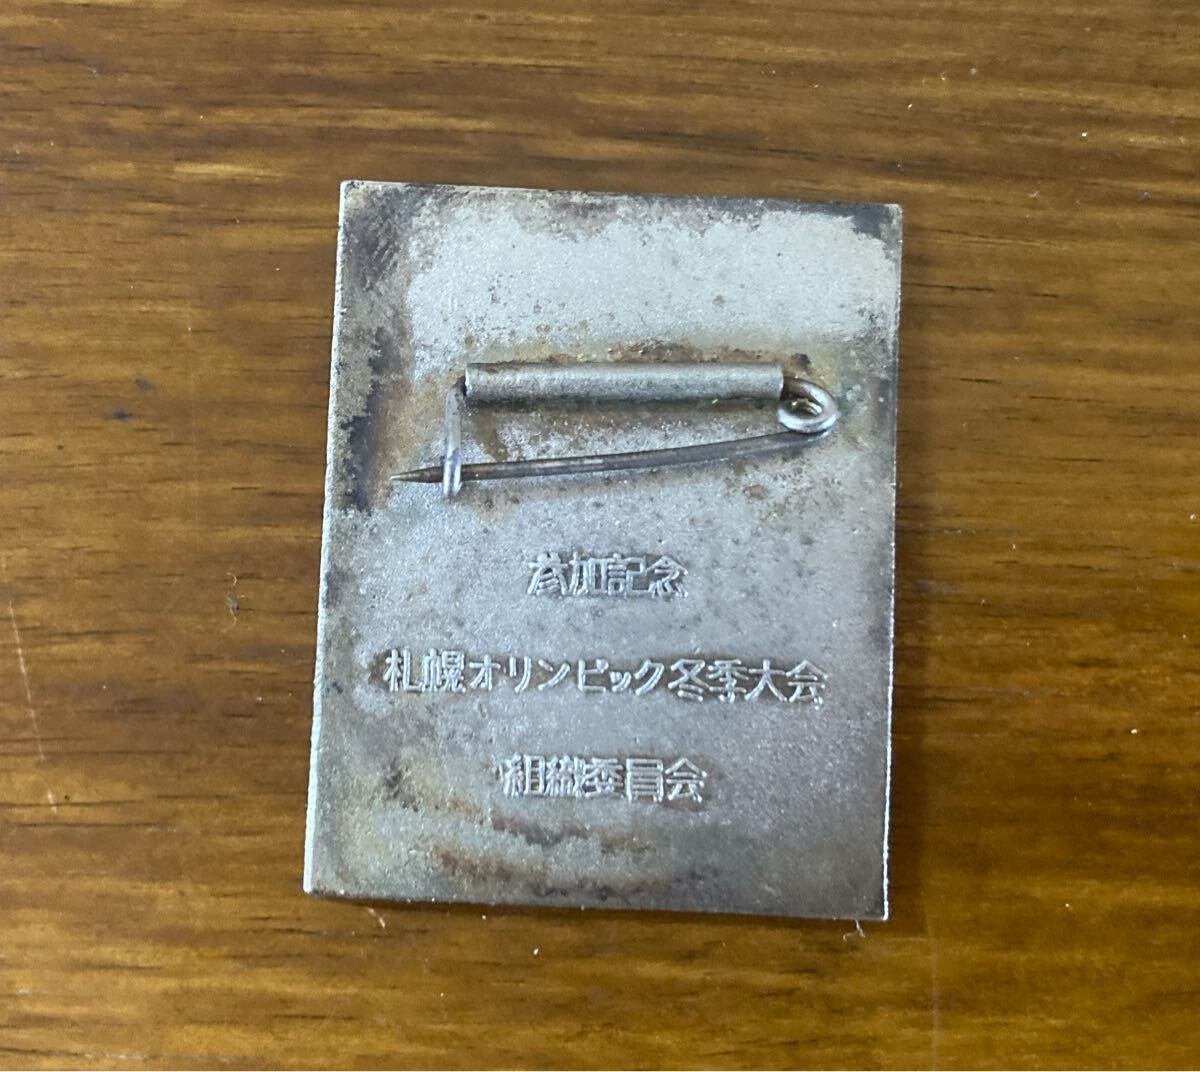 参加記念
札幌オリンピック冬季大会
組織委員会